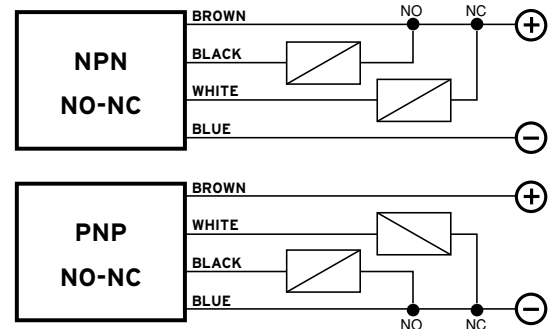 BROWN
NO
NC
+
NPN
BLACK
NO-NC
WHITE
BLUE
−
BROWN
+
PNP
WHITE
NO-NC
BLACK
BLUE
−
NO
NC